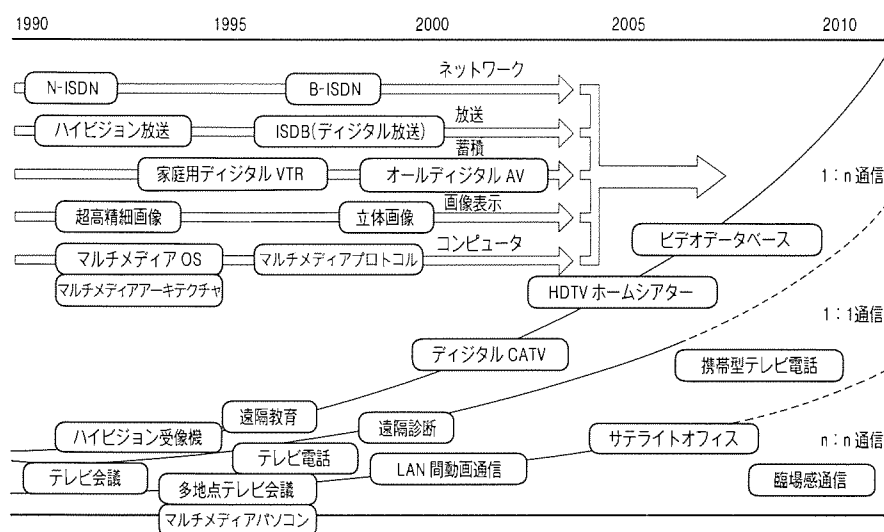 1990 1995 2000 2005 2010
ネットワーク
N-ISDN B-ISDN
放送
ハイビジョン放送 ISDB(ディジタル放送)
蓄積
家庭用ディジタルVTR オールディジタルAV
1：n通信
画像表示
超高精細画像 立体画像
ビデオデータベース
コンピュータ
マルチメディアOS マルチメディアプロトコル
マルチメディアアーキテクチャ
HDTVホームシアター
1：1通信
ディジタルCATV
携帯型テレビ電話
遠隔教育
遠隔診断
ハイビジョン受像機
サテライトオフィス
n：n通信
テレビ電話
LAN間動画通信
テレビ会議
多地点テレビ会議
臨場感通信
マルチメディアパソコン